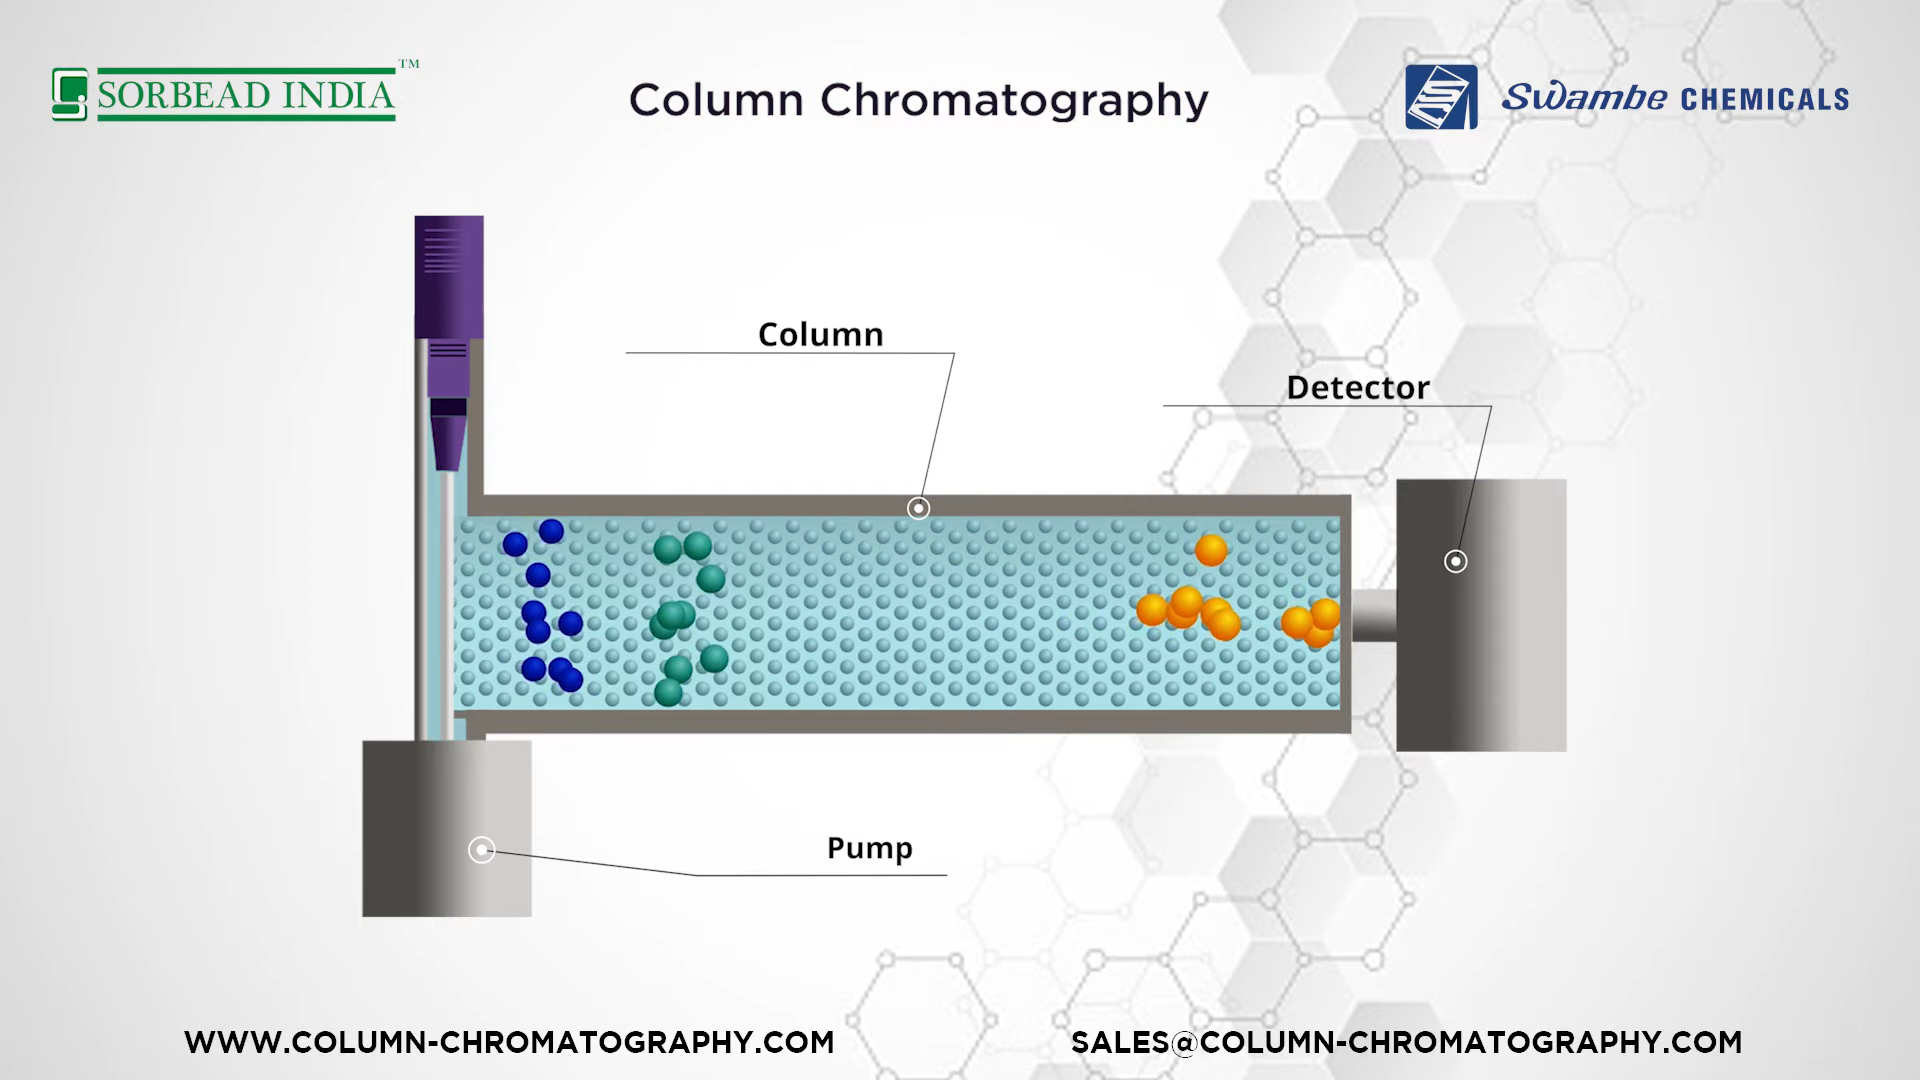 SORBEAD INDIA™
Column Chromatography
Swambe CHEMICALS
Column
Detector
Pump
WWW.COLUMN-CHROMATOGRAPHY.COM
SALES@COLUMN-CHROMATOGRAPHY.COM